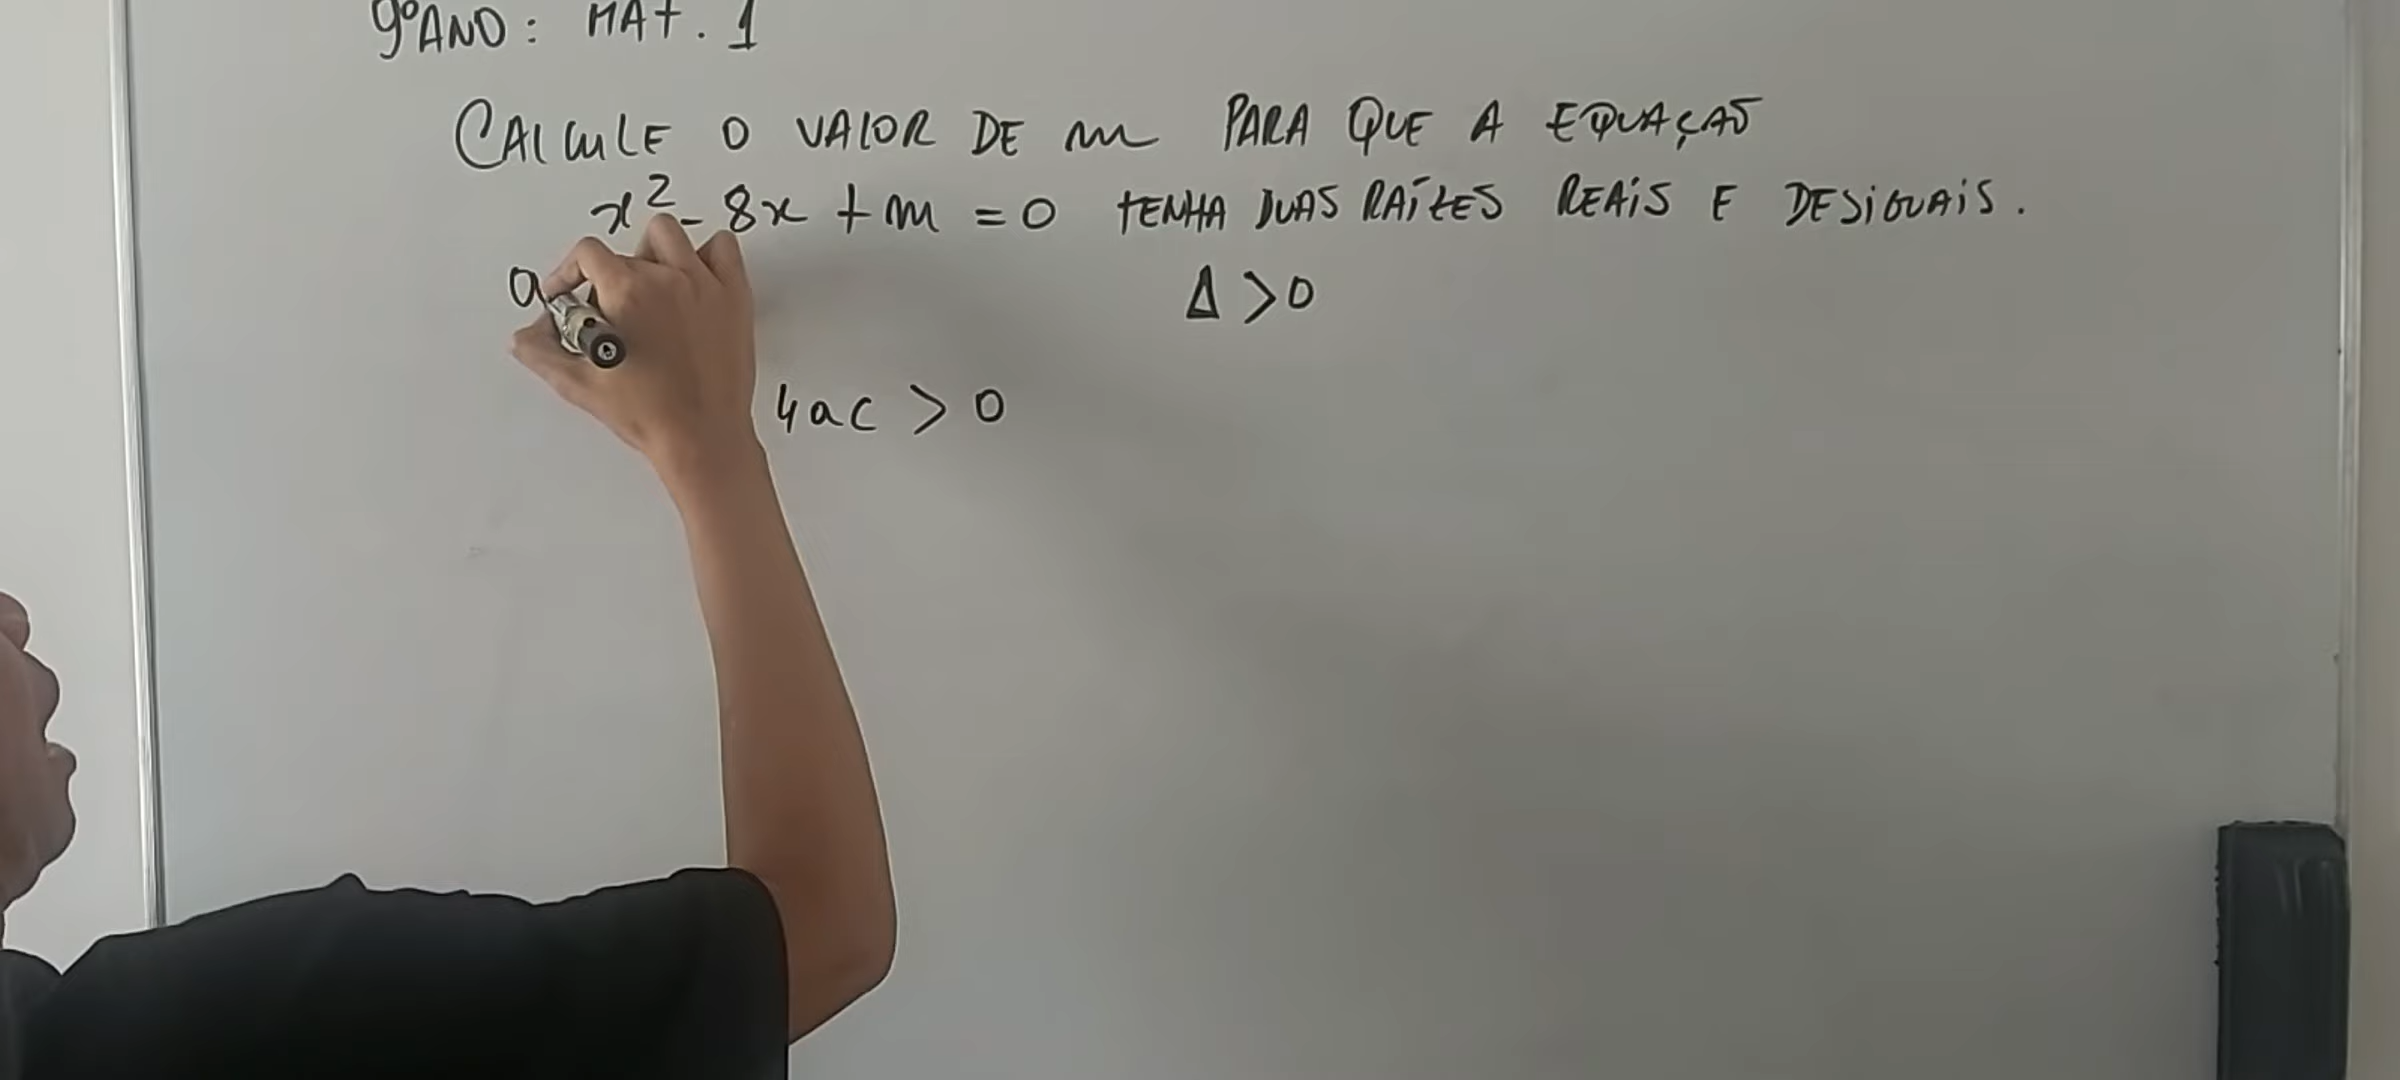 9º ANO: MAT. 1
CALCULE O VALOR DE m PARA QUE A EQUAÇÃO
x² - 8x + m = 0 TENHA DUAS RAÍZES REAIS E DESIGUAIS.
a Δ > 0
4ac > 0